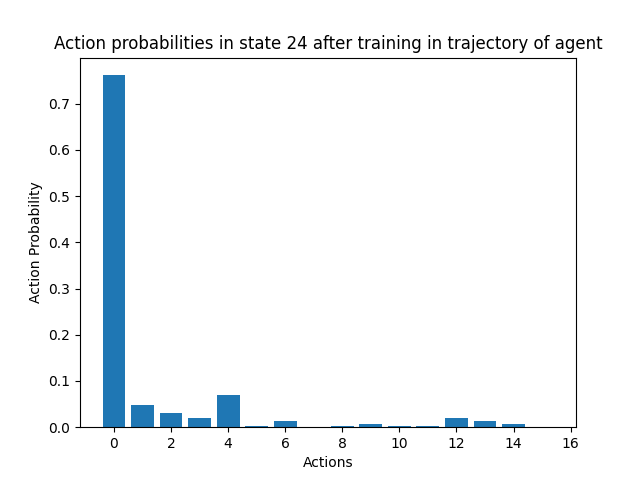 Action probabilities in state 24 after training in trajectory of agent
0.7
0.6
0.5
0.4
0.3
0.2
0.1
0.0
Action Probability
0 2 4 6 8 10 12 14 16
Actions